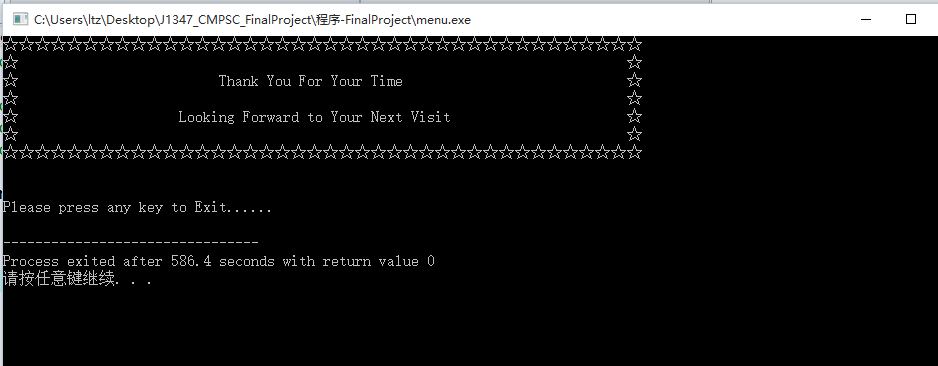 C:\Users\ltz\Desktop\J1347_CMPSC_FinalProject\程序-FinalProject\menu.exe
☆☆☆☆☆☆☆☆☆☆☆☆☆☆☆☆☆☆☆☆☆☆☆☆☆☆☆☆☆☆☆☆☆☆☆☆☆☆☆☆
☆ ☆
☆ Thank You For Your Time ☆
☆ ☆
☆ Looking Forward to Your Next Visit ☆
☆ ☆
☆☆☆☆☆☆☆☆☆☆☆☆☆☆☆☆☆☆☆☆☆☆☆☆☆☆☆☆☆☆☆☆☆☆☆☆☆☆☆☆
Please press any key to Exit......
--------------------------------
Process exited after 586.4 seconds with return value 0
请按任意键继续. . .